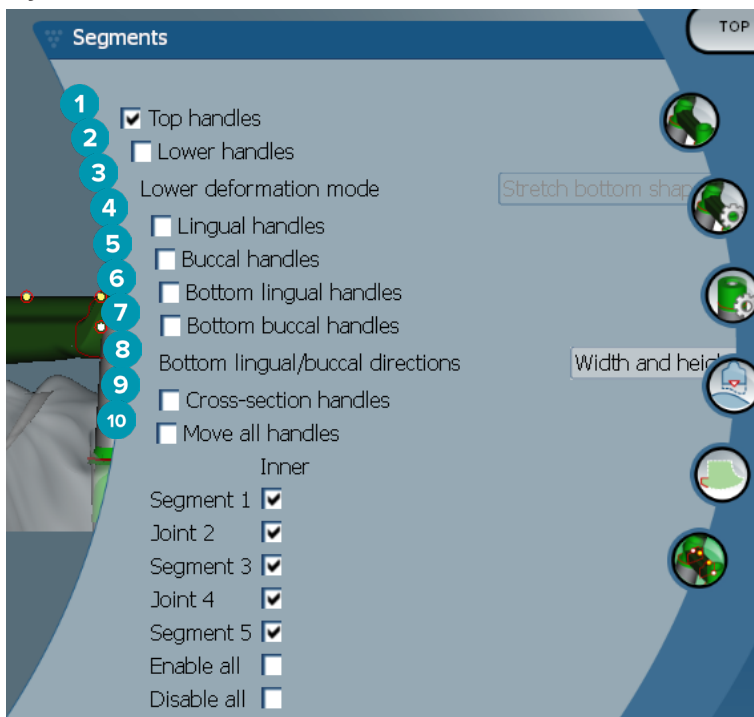 TOP
Segments
1
Top handles
2
Lower handles
3
Lower deformation mode Stretch bottom shap
4
Lingual handles
5
Buccal handles
6
Bottom lingual handles
7
Bottom buccal handles
8
Bottom lingual/buccal directions Width and heigh
9
Cross-section handles
10
Move all handles
Inner
Segment 1
Joint 2
Segment 3
Joint 4
Segment 5
Enable all
Disable all